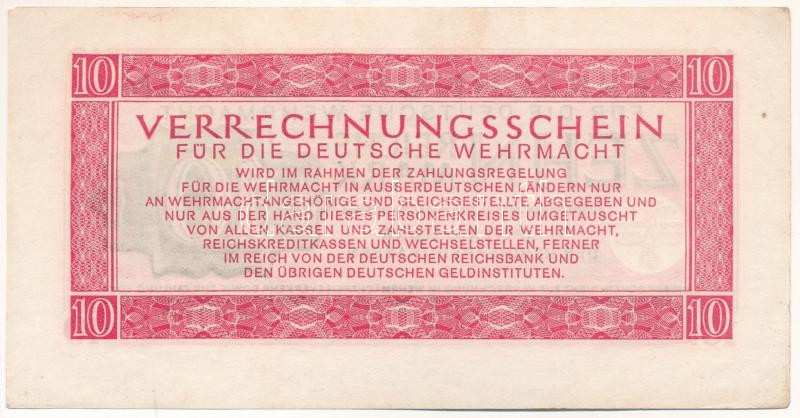 10 10
VERRECHNUNGSSCHEIN
FÜR DIE DEUTSCHE WEHRMACHT
WIRD IM RAHMEN DER ZAHLUNGSREGELUNG
FÜR DIE WEHRMACHT IN AUSSERDEUTSCHEN LÄNDERN NUR
AN WEHRMACHTANGEHÖRIGE UND GLEICHGESTELLTE ABGEGEBEN UND
NUR AUS DER HAND DIESES PERSONENKREISES UMGETAUSCHT
VON ALLEN KASSEN UND ZAHLSTELLEN DER WEHRMACHT,
REICHSKREDITKASSEN UND WECHSELSTELLEN, FERNER
IM REICH VON DER DEUTSCHEN REICHSBANK UND
DEN ÜBRIGEN DEUTSCHEN GELDINSTITUTEN.
10 10